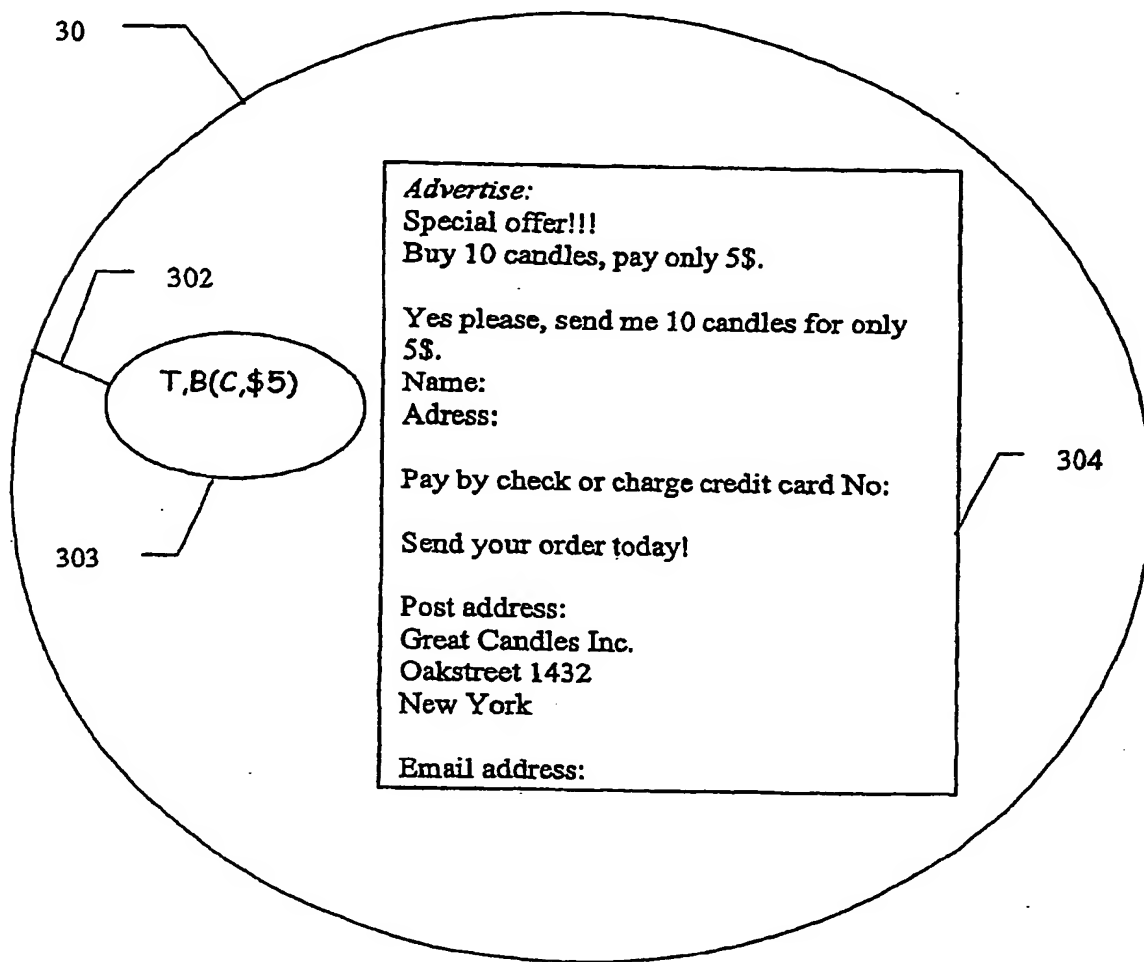 30
Advertise:
Special offer!!!
Buy 10 candles, pay only 5$.
302
Yes please, send me 10 candles for only
5$.
T,B(C,$5)
Name:
Adress:
304
Pay by check or charge credit card No:
303
Send your order today!
Post address:
Great Candles Inc.
Oakstreet 1432
New York
Email address: